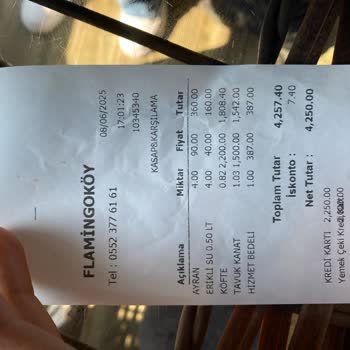 FLAMİNGOKÖY
Tel : 0552 377 61 61
08/06/2025
17:01:23
10345340
KASAP&KARŞILAMA
Açıklama Miktar Fiyat Tutar
AYRAN 4.00 90.00 360.00
ERİKLİ SU 0.50 LT 4.00 40.00 160.00
KÖFTE 0.82 2,200.00 1,808.40
TAVUK KANAT 1.03 1,500.00 1,542.00
HİZMET BEDELİ 1.00 387.00 387.00
Toplam Tutar 4,257.40
İskonto : 7.40
Net Tutar : 4,250.00
KREDİ KARTI 2,250.00
Yemek Çeki Kredi